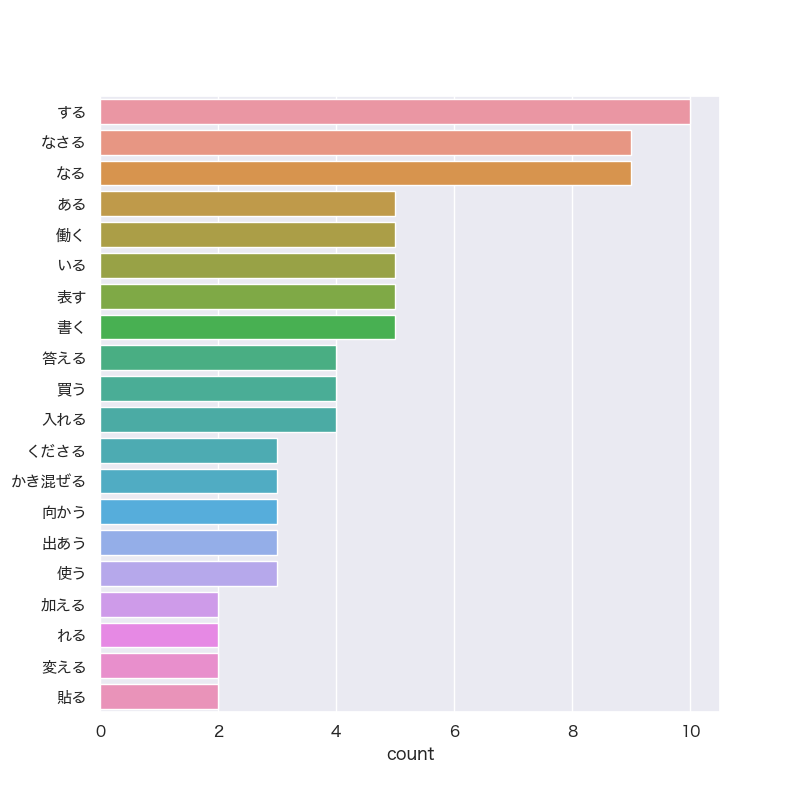 する
なさる
なる
ある
働く
いる
表す
書く
答える
買う
入れる
くださる
かき混ぜる
向かう
出あう
使う
加える
れる
変える
貼る
0 2 4 6 8 10
count